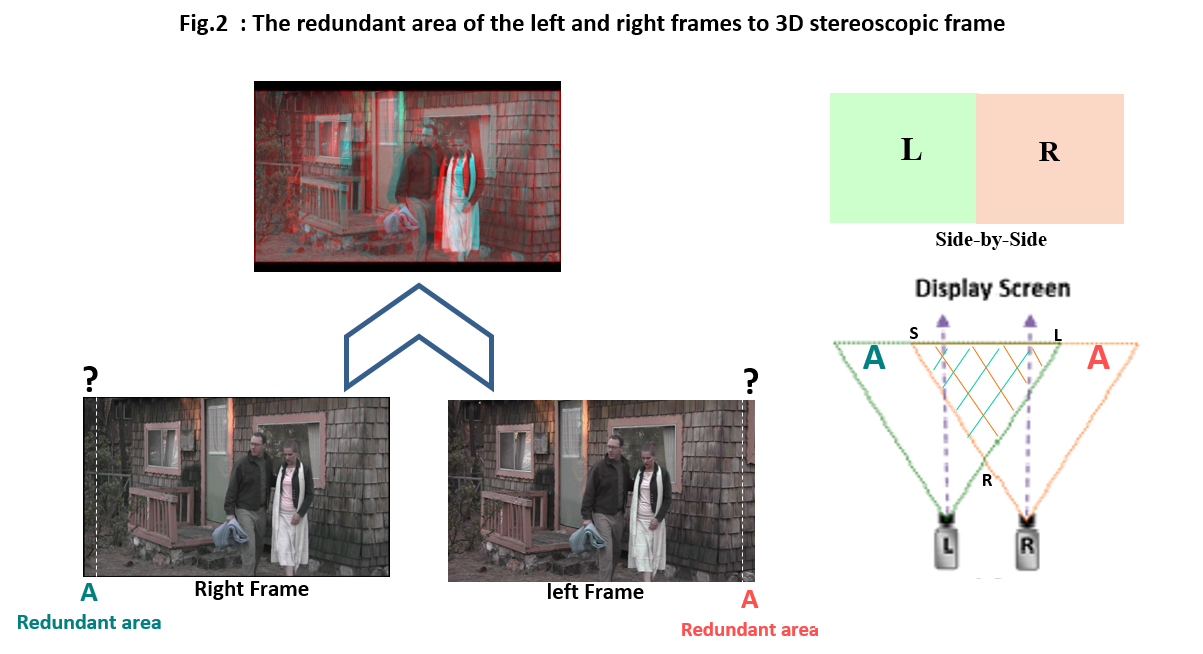 Fig.2 : The redundant area of the left and right frames to 3D stereoscopic frame
L
R
Side-by-Side
Display Screen
S
L
A
A
R
L
R
?
?
Right Frame
left Frame
A
Redundant area
A
Redundant area